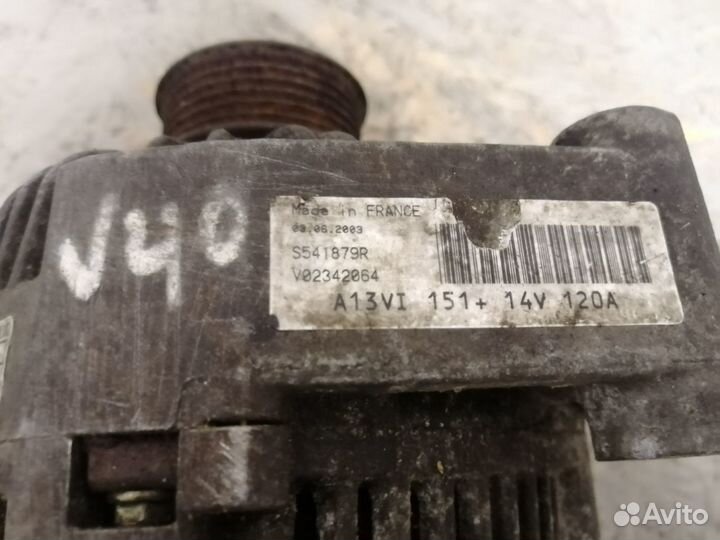 V40
Made in FRANCE
03.06.2003
S541879R
V02342064
A13VI 151+ 14V 120A
Avito